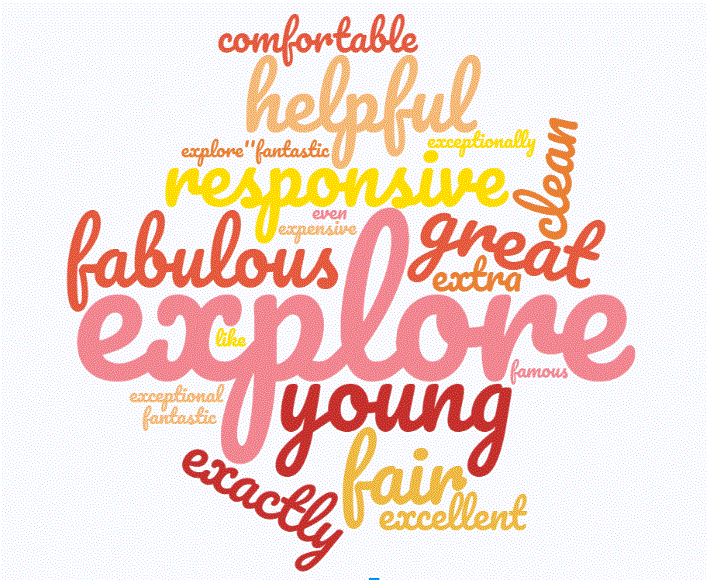 comfortable
helpful
explore''fantastic
exceptionally
clean
responsive
even
expensive
fabulous
great
extra
explore
like
famous
exceptional
fantastic
young
exactly
fair
excellent